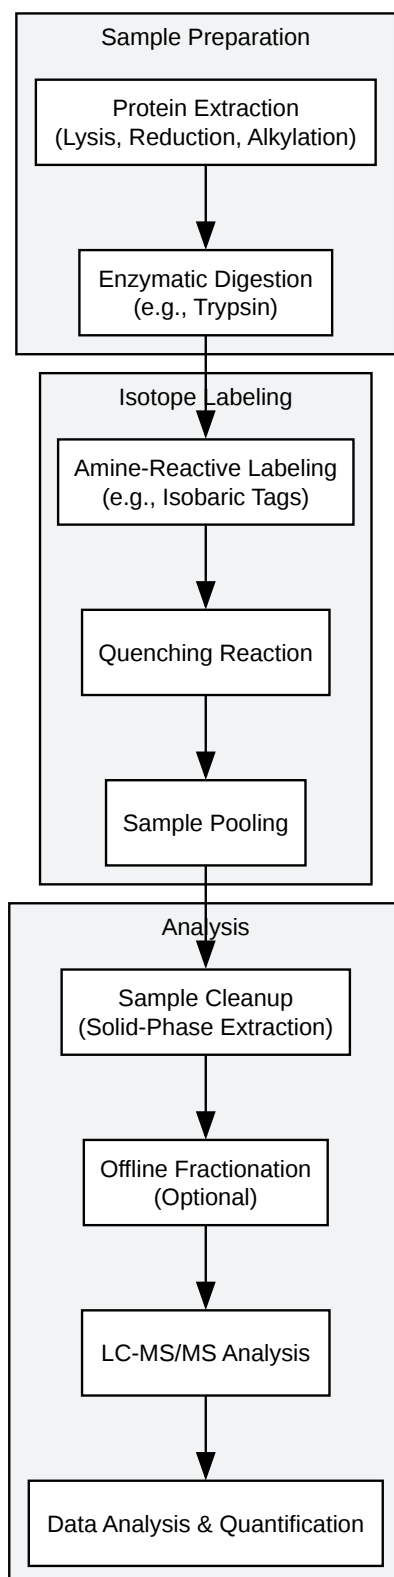 Sample Preparation
Protein Extraction
(Lysis, Reduction, Alkylation)
Enzymatic Digestion
(e.g., Trypsin)
Isotope Labeling
Amine-Reactive Labeling
(e.g., Isobaric Tags)
Quenching Reaction
Sample Pooling
Analysis
Sample Cleanup
(Solid-Phase Extraction)
Offline Fractionation
(Optional)
LC-MS/MS Analysis
Data Analysis & Quantification